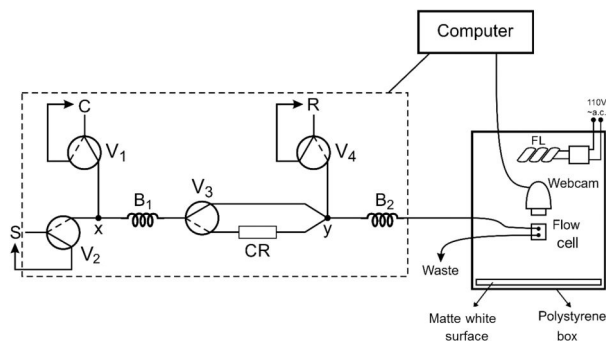 Computer
110V
~a.c.
C
R
FL
V1
V4
Webcam
B1
V3
B2
S
x
y
Flow
cell
V2
CR
Waste
Matte white
surface
Polystyrene
box